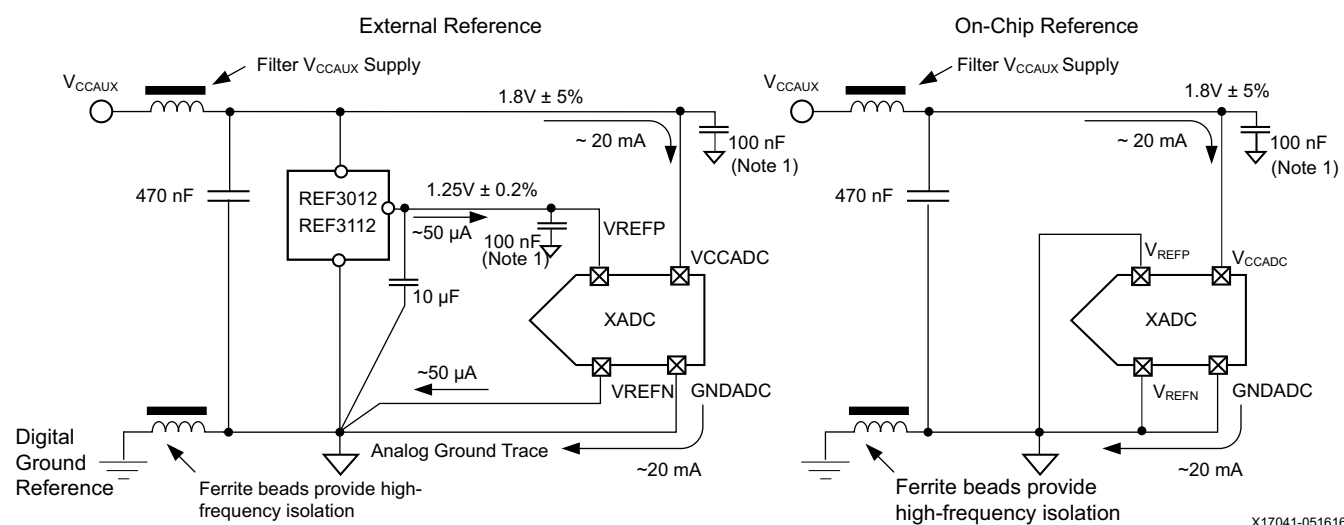 External Reference
Filter VCCAUX Supply
VCCAUX
1.8V ± 5%
~ 20 mA
100 nF
(Note 1)
470 nF
REF3012
REF3112
1.25V ± 0.2%
~50 µA
100 nF
(Note 1)
VREFP
VCCADC
10 µF
XADC
~50 µA
VREFN
GNDADC
Digital
Ground
Reference
Analog Ground Trace
~20 mA
Ferrite beads provide high-
frequency isolation
On-Chip Reference
Filter VCCAUX Supply
VCCAUX
1.8V ± 5%
~ 20 mA
100 nF
(Note 1)
470 nF
VREFP
VCCADC
XADC
VREFN
GNDADC
~20 mA
Ferrite beads provide
high-frequency isolation
X17041-051616